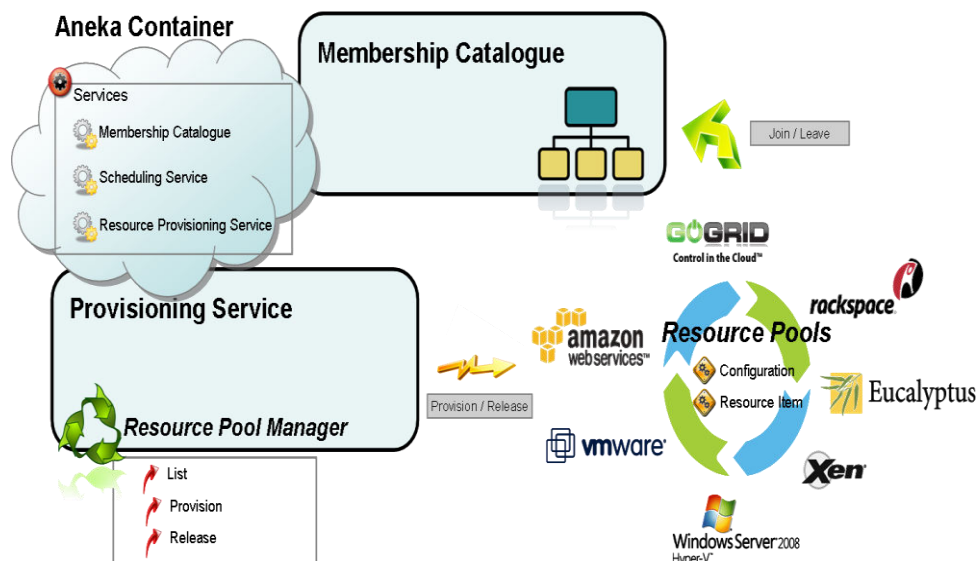 Aneka Container
Services
Membership Catalogue
Scheduling Service
Resource Provisioning Service
Membership Catalogue
Join / Leave
GOGRID
Control in the Cloud™
Provisioning Service
Resource Pool Manager
List
Provision
Release
Provision / Release
amazon
webservices™
rackspace
Resource Pools
Configuration
Resource Item
Eucalyptus
vmware®
Xen®
Windows Server®2008
Hyper-V™